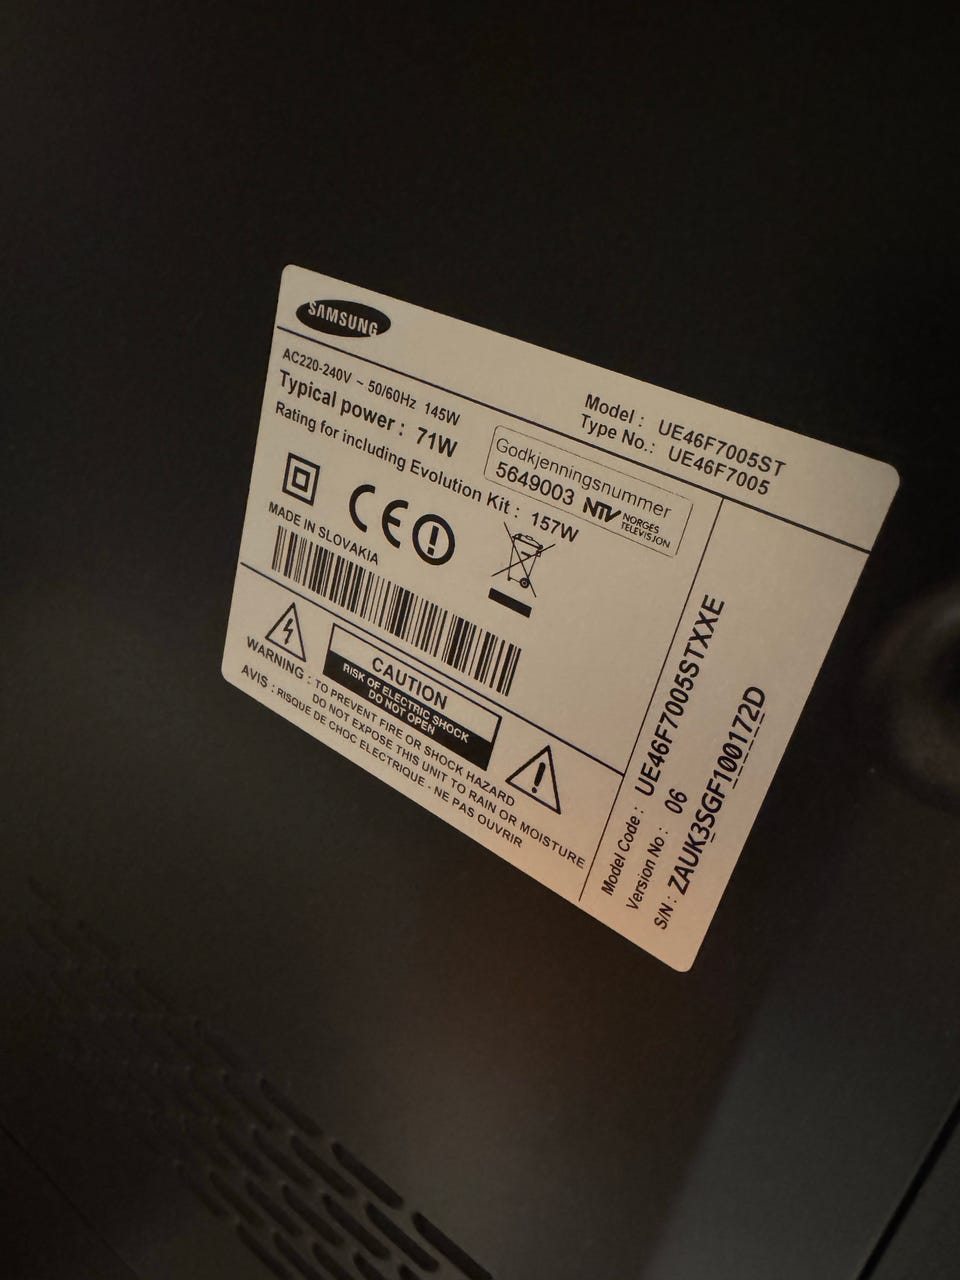 SAMSUNG
Model : UE46F7005ST
Type No.: UE46F7005
AC220-240V ~ 50/60Hz 145W
Typical power : 71W
Rating for including Evolution Kit : 157W
Godkjenningsnummer
5649003 NTV NORGES TELEVISJON
CE
MADE IN SLOVAKIA
CAUTION
RISK OF ELECTRIC SHOCK
DO NOT OPEN
WARNING : TO PREVENT FIRE OR SHOCK HAZARD
DO NOT EXPOSE THIS UNIT TO RAIN OR MOISTURE
AVIS : RISQUE DE CHOC ELECTRIQUE - NE PAS OUVRIR
Model Code : UE46F7005STXXE
Version No : 06
S/N : ZAUK3SGF100172D